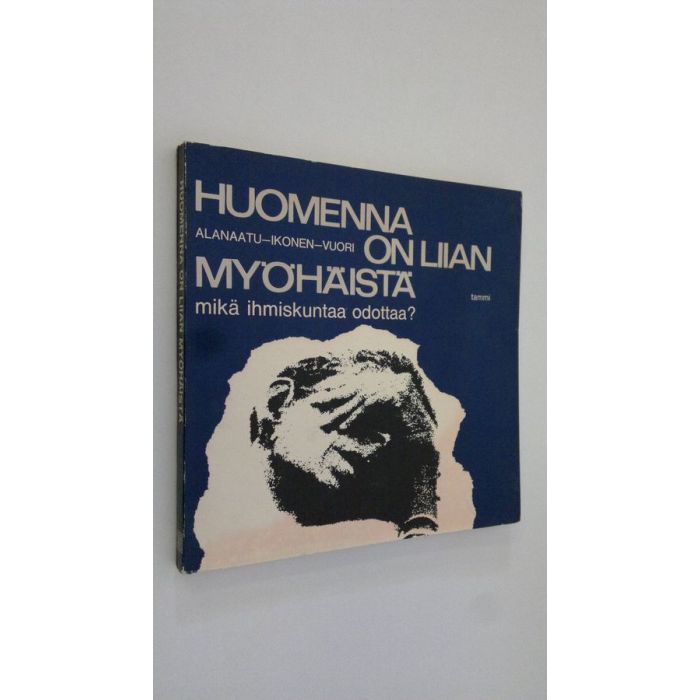 HUOMENNA
ALANAATU–IKONEN–VUORI ON LIIAN
MYÖHÄISTÄ
tammi
mikä ihmiskuntaa odottaa?
HUOMENNA ON LIIAN MYÖHÄISTÄ